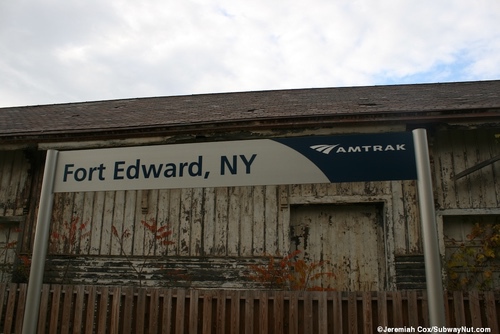 Fort Edward, NY
AMTRAK
©Jeremiah Cox/SubwayNut.com